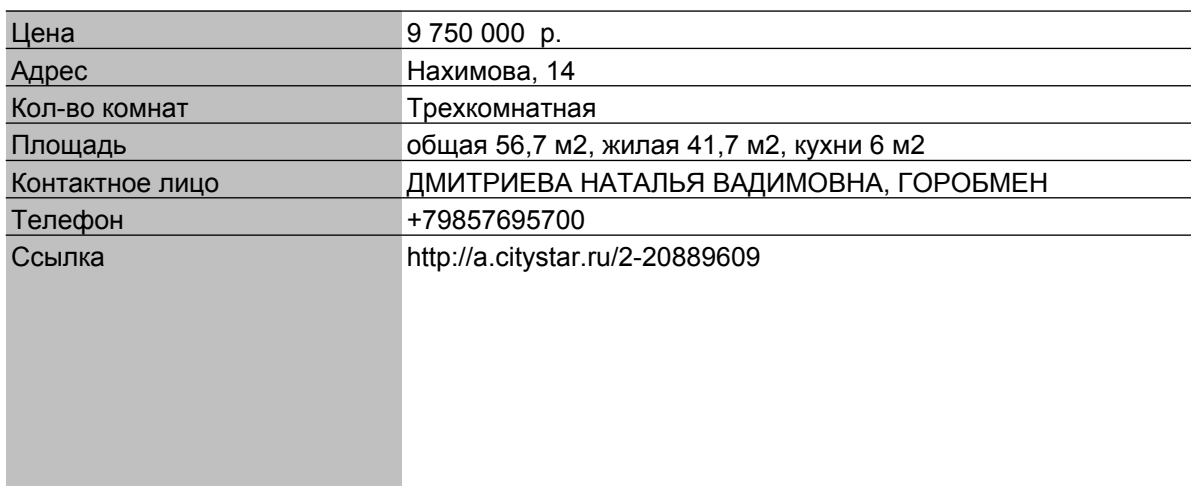 Цена 9 750 000 р.
Адрес Нахимова, 14
Кол-во комнат Трехкомнатная
Площадь общая 56,7 м2, жилая 41,7 м2, кухни 6 м2
Контактное лицо ДМИТРИЕВА НАТАЛЬЯ ВАДИМОВНА, ГОРОБМЕН
Телефон +79857695700
Ссылка http://a.citystar.ru/2-20889609